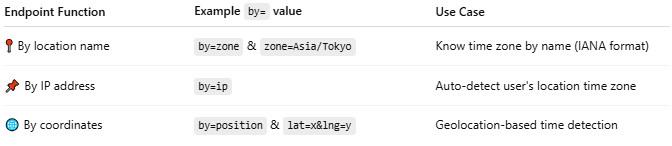 Endpoint Function Example by= value Use Case
📍 By location name by=zone & zone=Asia/Tokyo Know time zone by name (IANA format)
📌 By IP address by=ip Auto-detect user's location time zone
🌐 By coordinates by=position & lat=x&lng=y Geolocation-based time detection